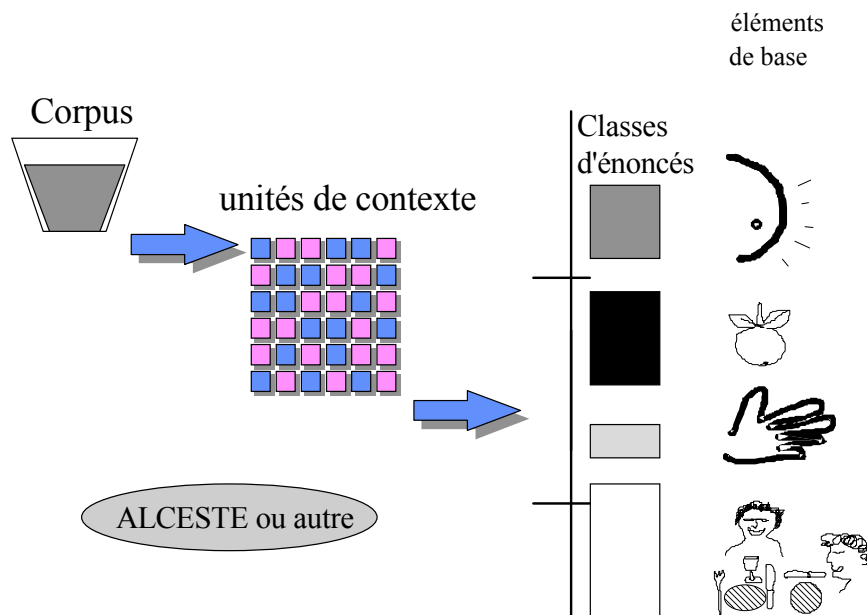 éléments
de base
Corpus
Classes
d'énoncés
unités de contexte
ALCESTE ou autre